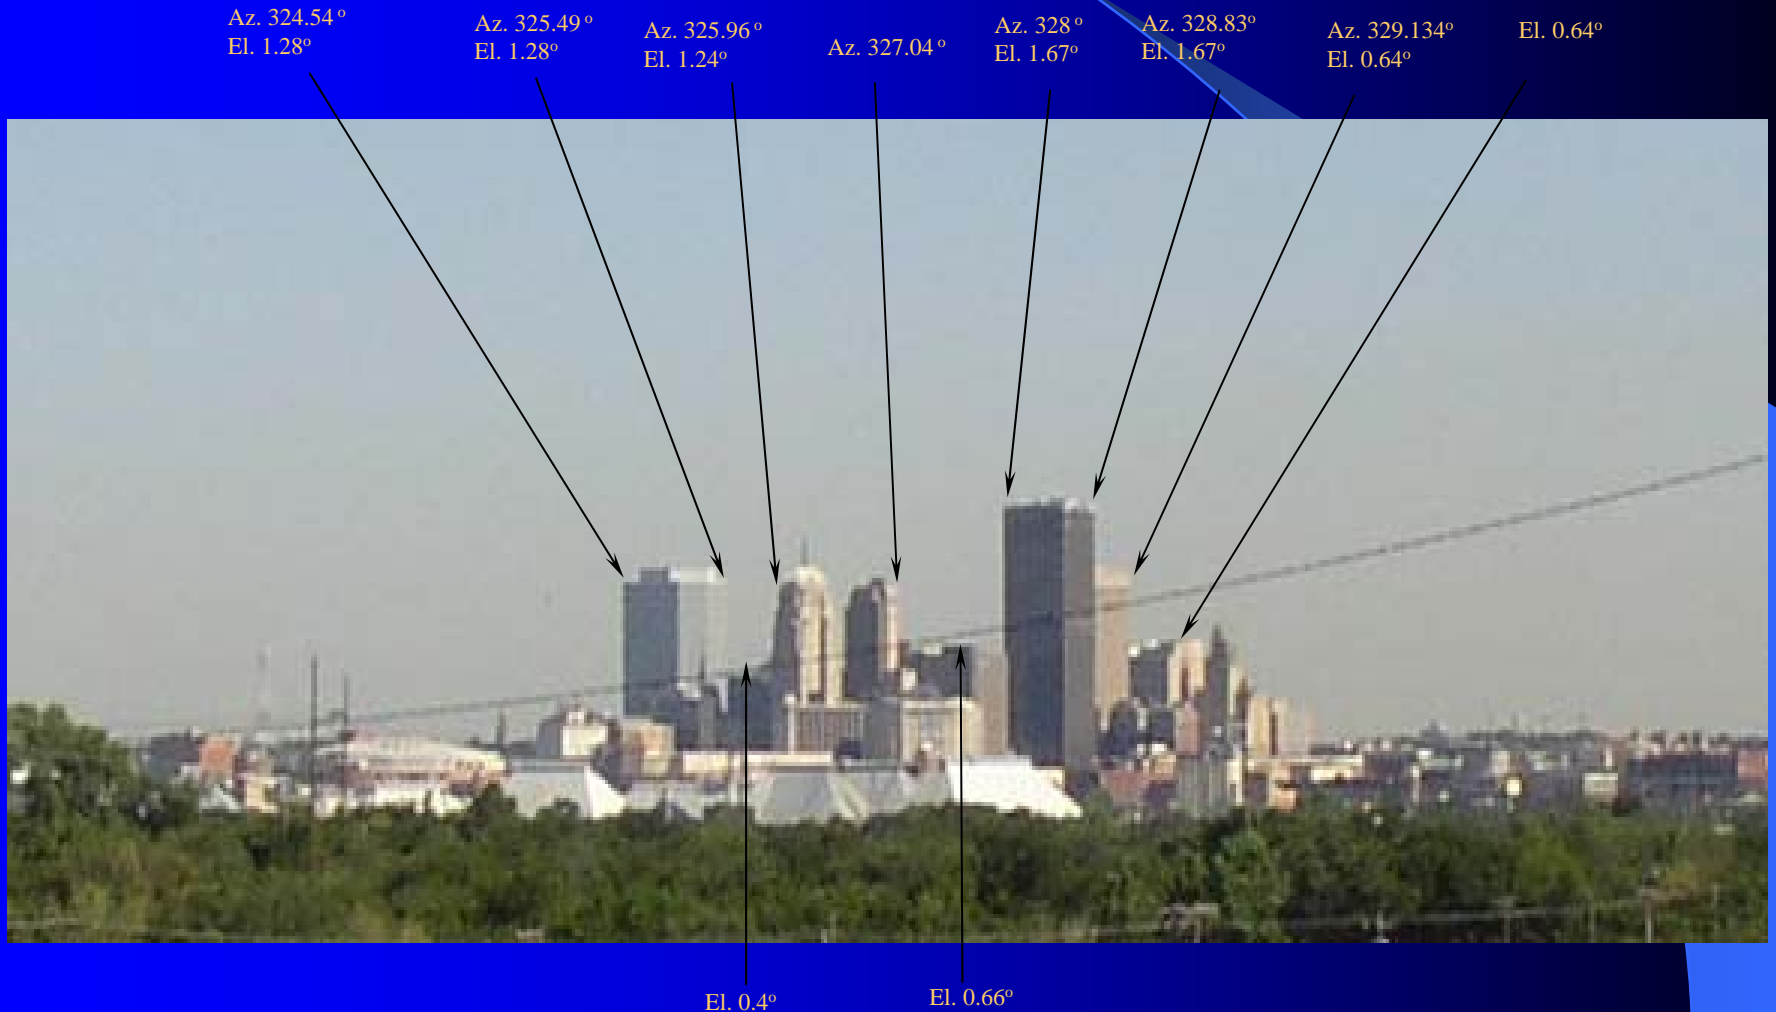 Az. 324.54 º
El. 1.28º
Az. 325.49 º
El. 1.28º
Az. 325.96 º
El. 1.24º
Az. 327.04 º
Az. 328 º
El. 1.67º
Az. 328.83º
El. 1.67º
Az. 329.134º
El. 0.64º
El. 0.64º
El. 0.4º
El. 0.66º